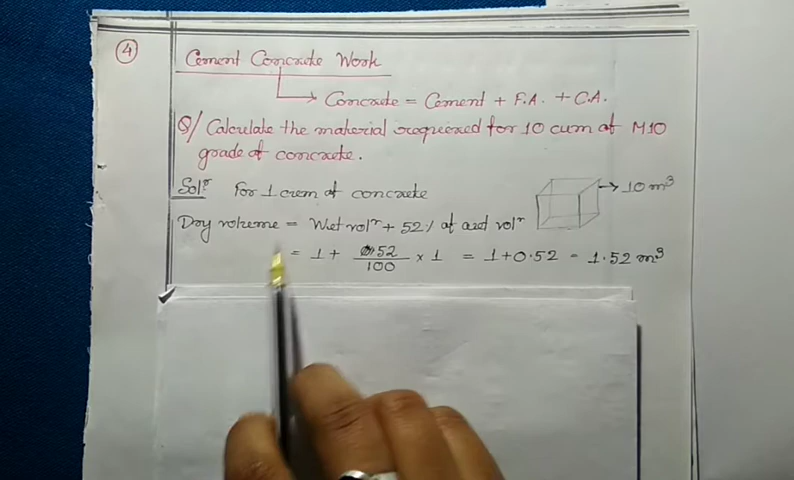 4
Cement Concrete Work
Concrete = Cement + F.A. + C.A.
Q/ Calculate the material required for 10 cum of M10
grade of concrete.
Solⁿ For 1 cum of concrete
10 m³
Dry volume = Wet volⁿ + 52% of wet volⁿ
= 1 + 52/100 × 1 = 1+0.52 = 1.52 m³